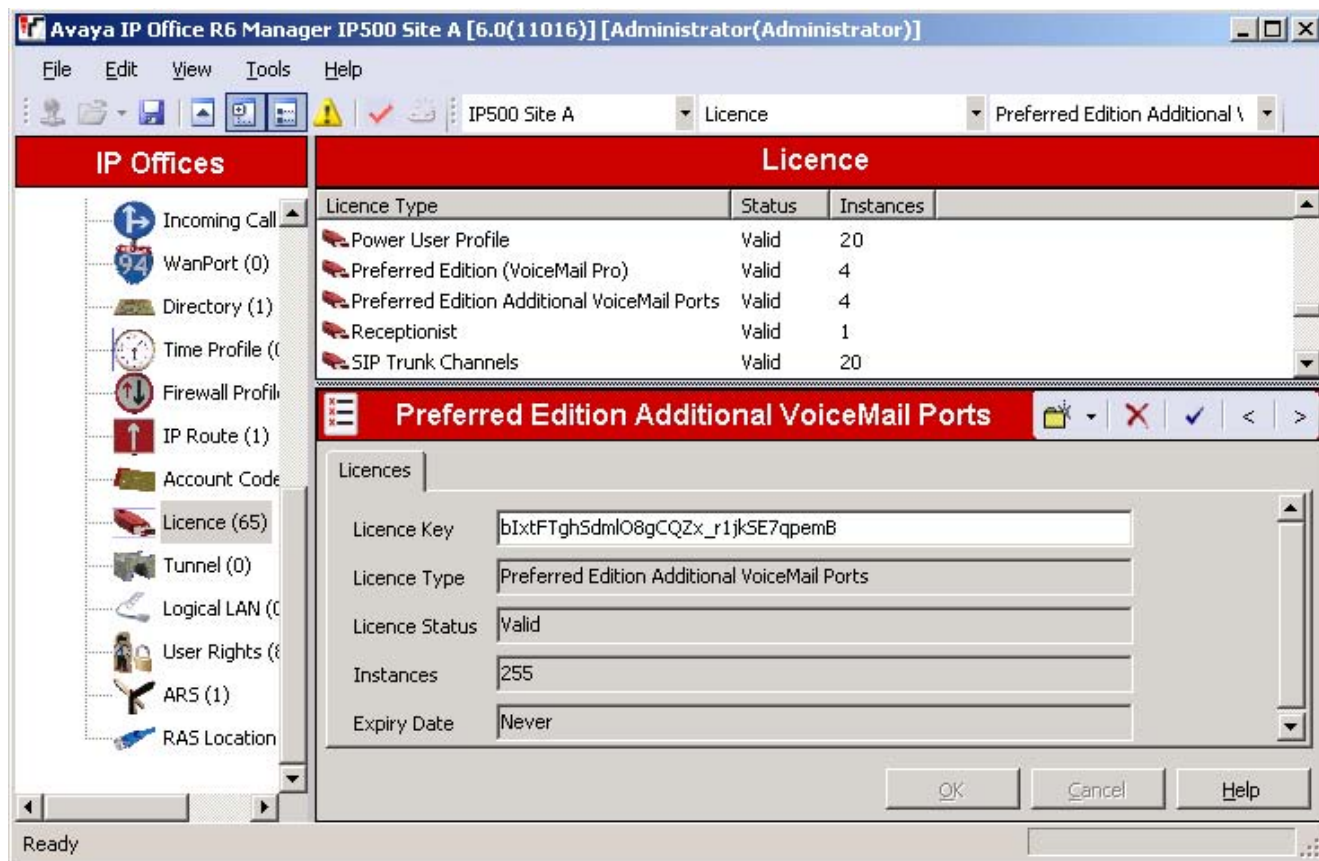 Avaya IP Office R6 Manager IP500 Site A [6.0(11016)] [Administrator(Administrator)]
File Edit View Tools Help
IP500 Site A Licence Preferred Edition Additional \
IP Offices
Incoming Call
94
WanPort (0)
Directory (1)
Time Profile (0
Firewall Profil
IP Route (1)
Account Code
Licence (65)
Tunnel (0)
Logical LAN (0
User Rights (8
ARS (1)
RAS Location
Licence
Licence Type Status Instances
Power User Profile Valid 20
Preferred Edition (VoiceMail Pro) Valid 4
Preferred Edition Additional VoiceMail Ports Valid 4
Receptionist Valid 1
SIP Trunk Channels Valid 20
Preferred Edition Additional VoiceMail Ports < >
Licences
Licence Key bIxtFTghSdmlO8gCQZx_r1jkSE7qpemB
Licence Type Preferred Edition Additional VoiceMail Ports
Licence Status Valid
Instances 255
Expiry Date Never
OK Cancel Help
Ready